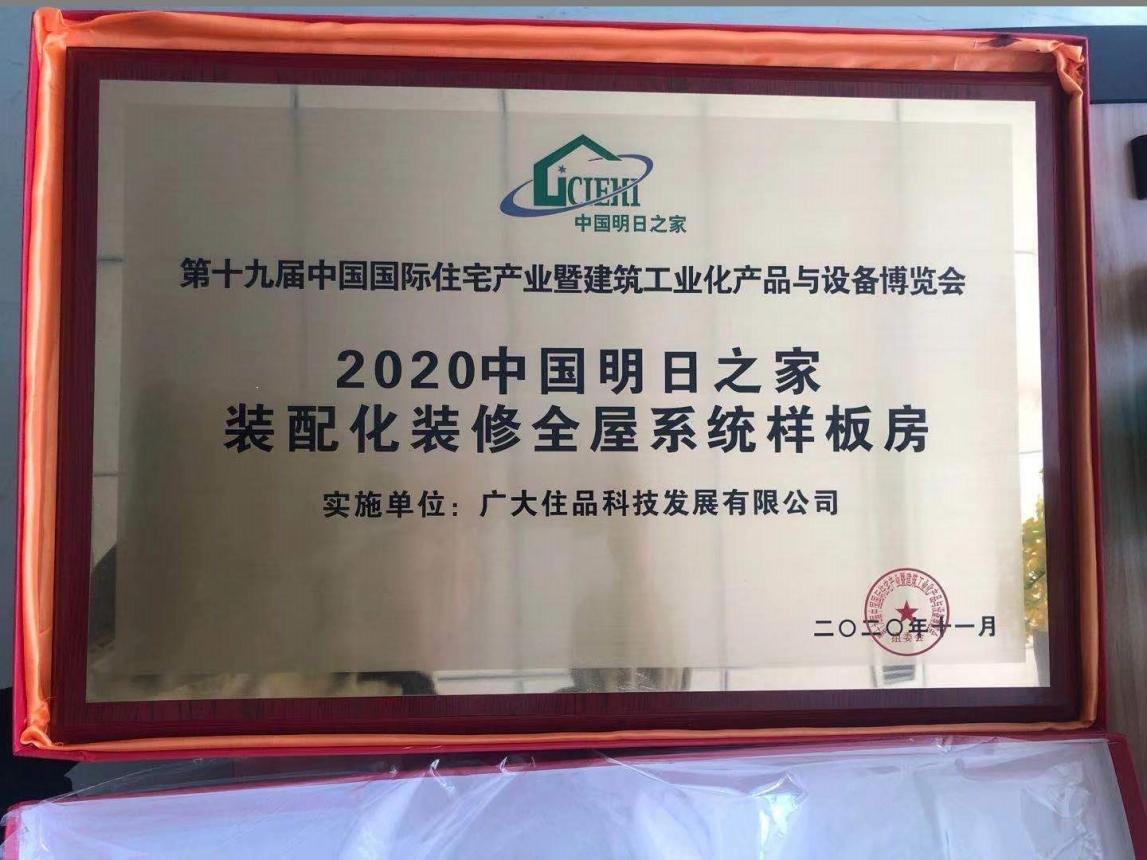 CIEHI
中国明日之家
第十九届中国国际住宅产业暨建筑工业化产品与设备博览会
2020中国明日之家
装配化装修全屋系统样板房
实施单位：广大住品科技发展有限公司
二〇二〇年十一月
组委会